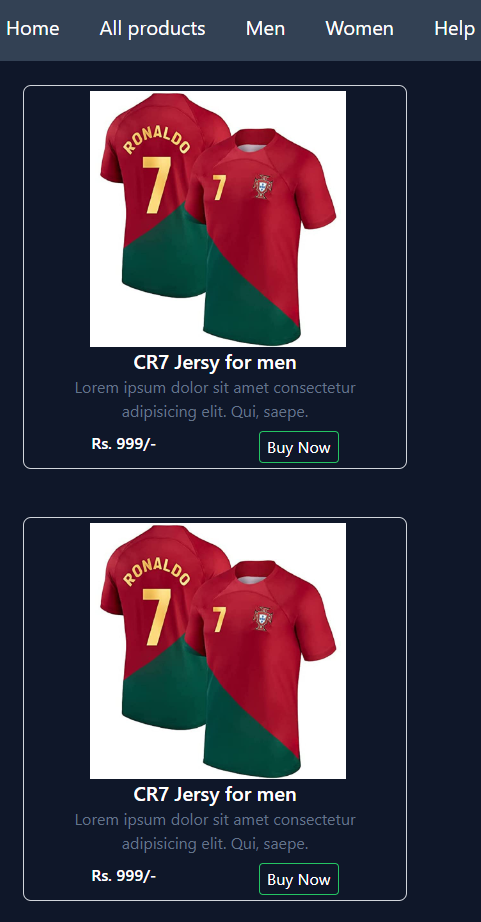 Home All products Men Women Help
RONALDO
7
7
CR7 Jersy for men
Lorem ipsum dolor sit amet consectetur
adipisicing elit. Qui, saepe.
Rs. 999/- Buy Now
RONALDO
7
7
CR7 Jersy for men
Lorem ipsum dolor sit amet consectetur
adipisicing elit. Qui, saepe.
Rs. 999/- Buy Now